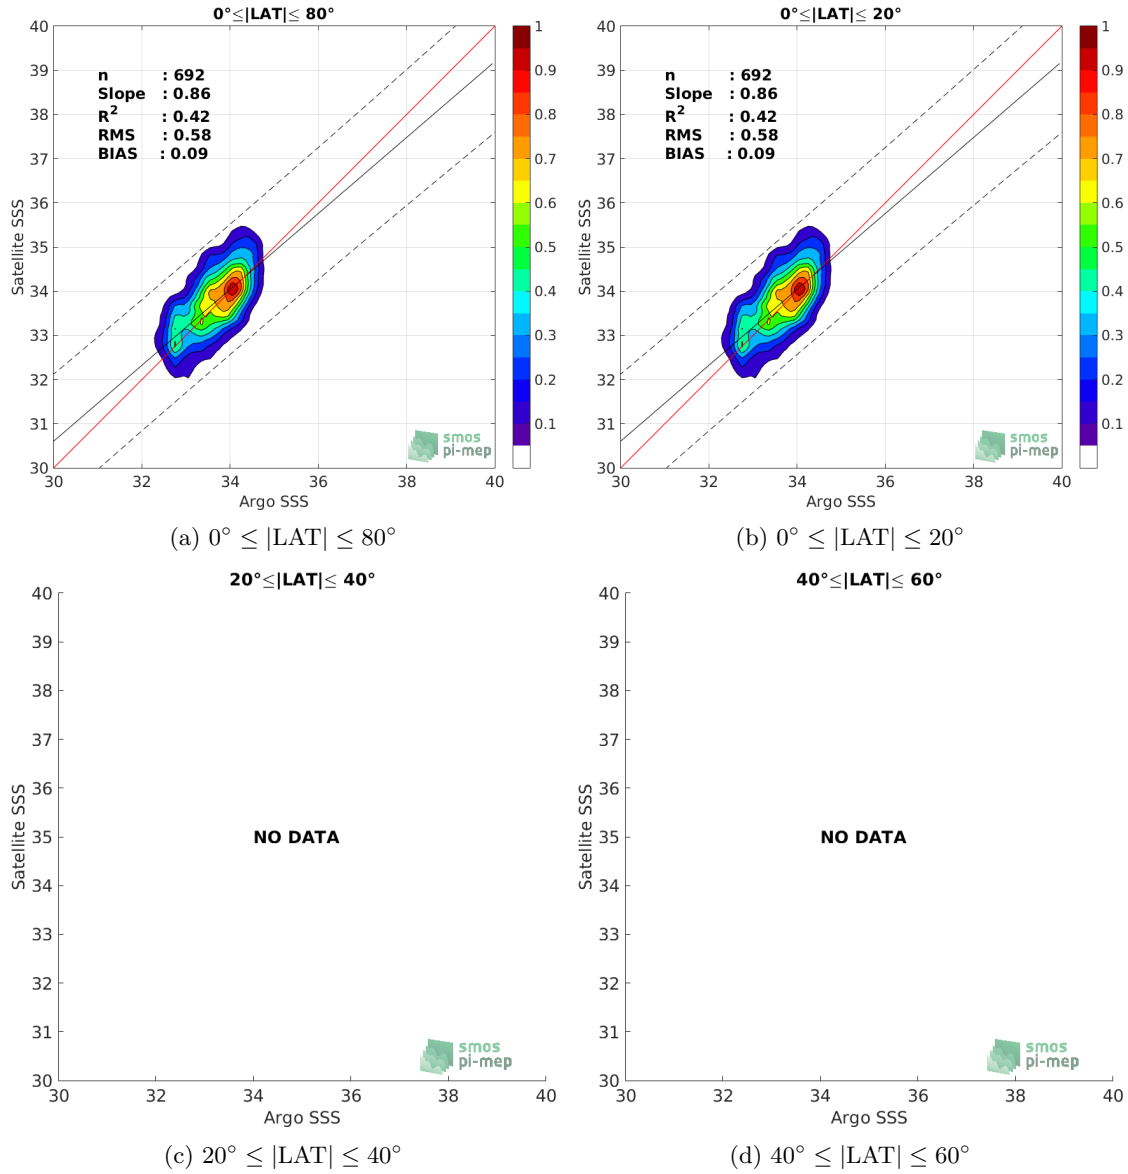 0°≤|LAT|≤ 80°
40
39
38
37
36
35
34
33
32
31
30
Satellite SSS
n : 692
Slope : 0.86
R² : 0.42
RMS : 0.58
BIAS : 0.09
smos
pi-mep
30 32 34 36 38 40
Argo SSS
1
0.9
0.8
0.7
0.6
0.5
0.4
0.3
0.2
0.1
(a) 0° ≤ |LAT| ≤ 80°
0°≤|LAT|≤ 20°
40
39
38
37
36
35
34
33
32
31
30
Satellite SSS
n : 692
Slope : 0.86
R² : 0.42
RMS : 0.58
BIAS : 0.09
smos
pi-mep
30 32 34 36 38 40
Argo SSS
1
0.9
0.8
0.7
0.6
0.5
0.4
0.3
0.2
0.1
(b) 0° ≤ |LAT| ≤ 20°
20°≤|LAT|≤ 40°
40
39
38
37
36
35
34
33
32
31
30
Satellite SSS
NO DATA
smos
pi-mep
30 32 34 36 38 40
Argo SSS
(c) 20° ≤ |LAT| ≤ 40°
40°≤|LAT|≤ 60°
40
39
38
37
36
35
34
33
32
31
30
Satellite SSS
NO DATA
smos
pi-mep
30 32 34 36 38 40
Argo SSS
(d) 40° ≤ |LAT| ≤ 60°